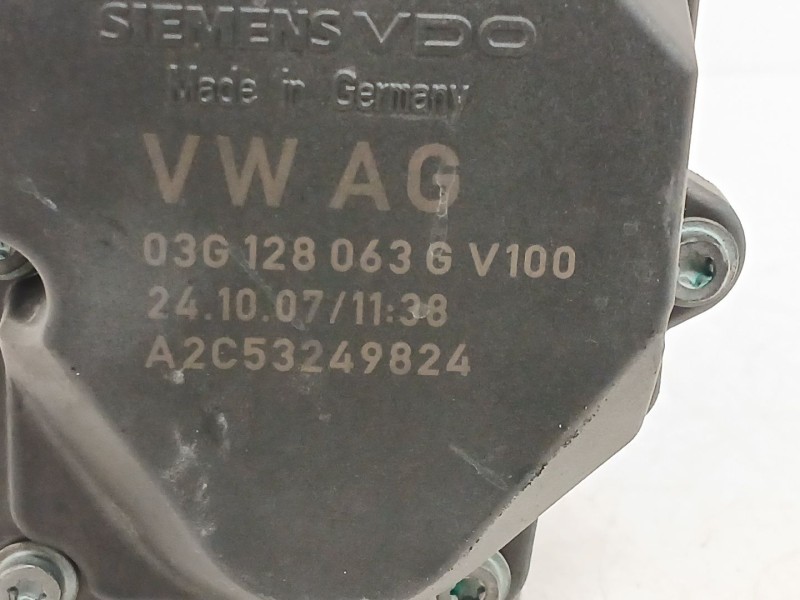 SIEMENS VDO
Made in Germany
VW AG
03G 128 063 G V100
24.10.07/11:38
A2C53249824